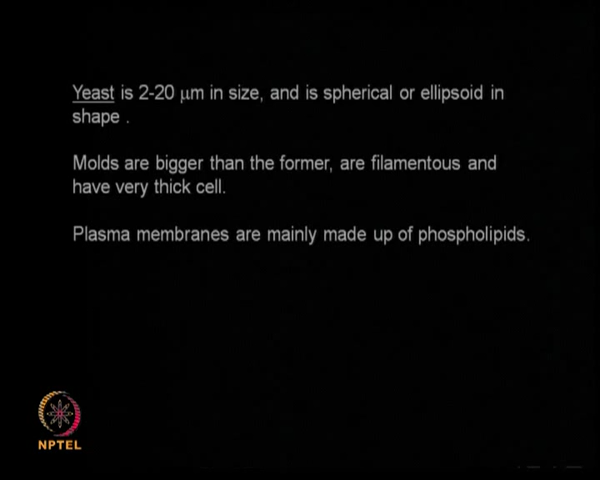 Yeast is 2-20 μm in size, and is spherical or ellipsoid in
shape .
Molds are bigger than the former, are filamentous and
have very thick cell.
Plasma membranes are mainly made up of phospholipids.
NPTEL